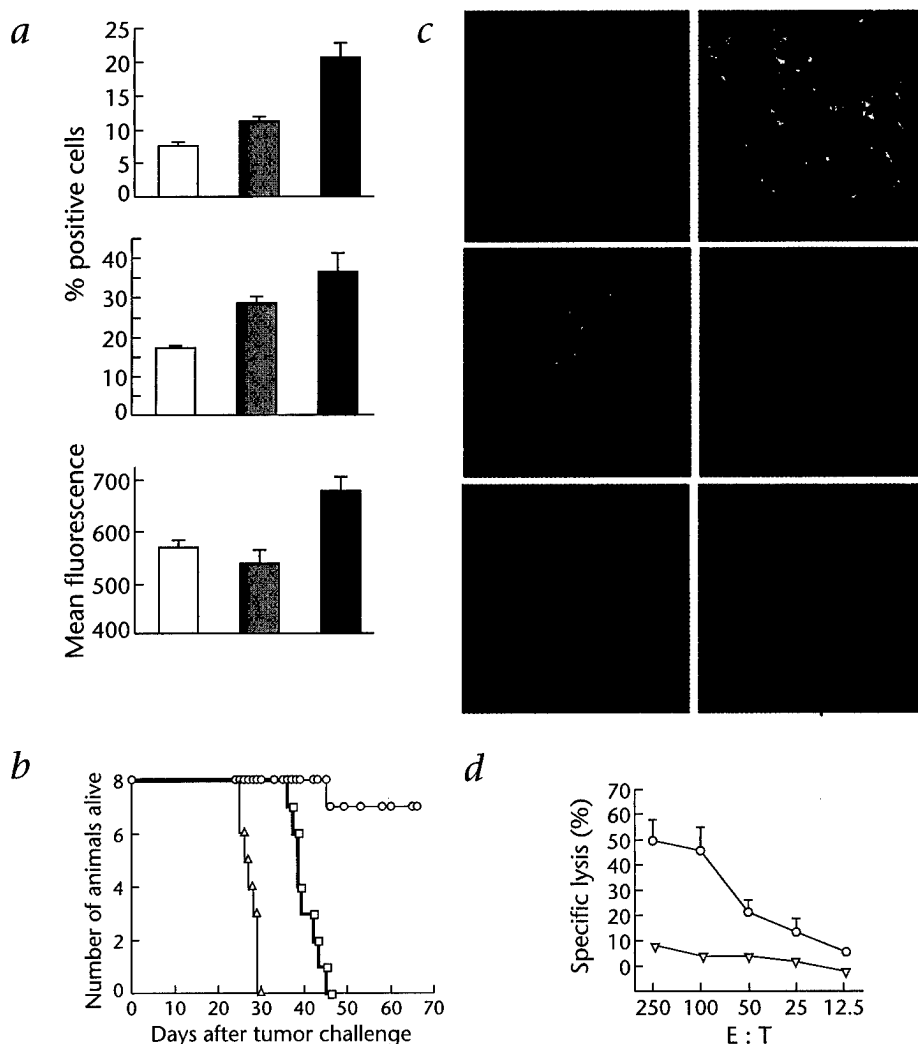 a
25
20
15
10
5
0
% positive cells
40
30
20
10
0
Mean fluorescence
700
600
500
400
b
Number of animals alive
8
6
4
2
0
0 10 20 30 40 50 60 70
Days after tumor challenge
c
d
Specific lysis (%)
70
60
50
40
30
20
10
0
250 100 50 25 12.5
E : T